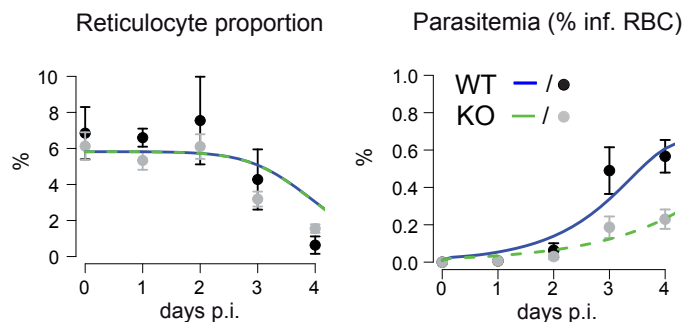 Reticulocyte proportion
%
10
8
6
4
2
0
0 1 2 3 4
days p.i.
Parasitemia (% inf. RBC)
%
1.0
0.8
0.6
0.4
0.2
0.0
WT /
KO /
0 1 2 3 4
days p.i.